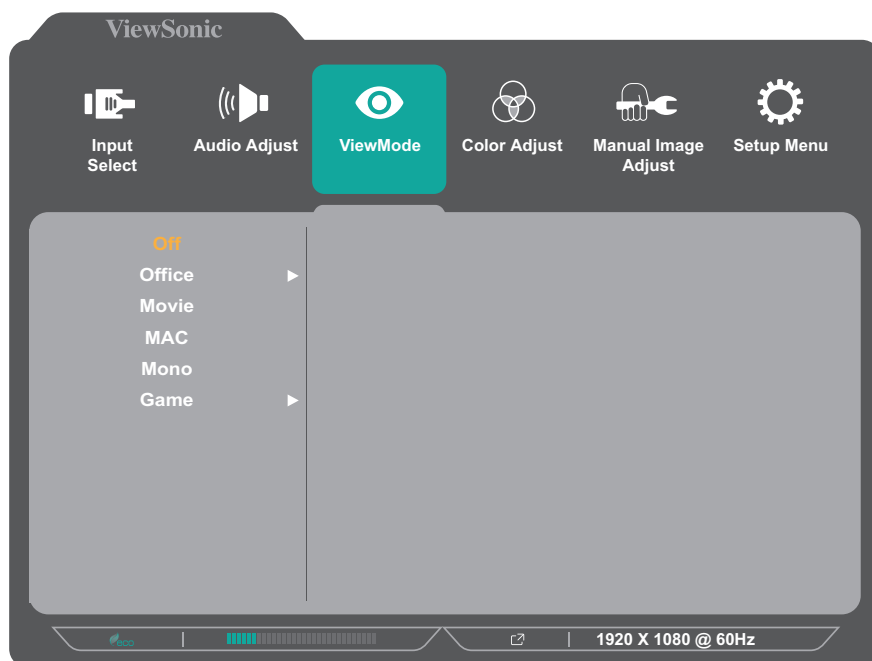 ViewSonic
Input
Select
Audio Adjust
ViewMode
Color Adjust
Manual Image
Adjust
Setup Menu
Off
Office
Movie
MAC
Mono
Game
eco
1920 X 1080 @ 60Hz